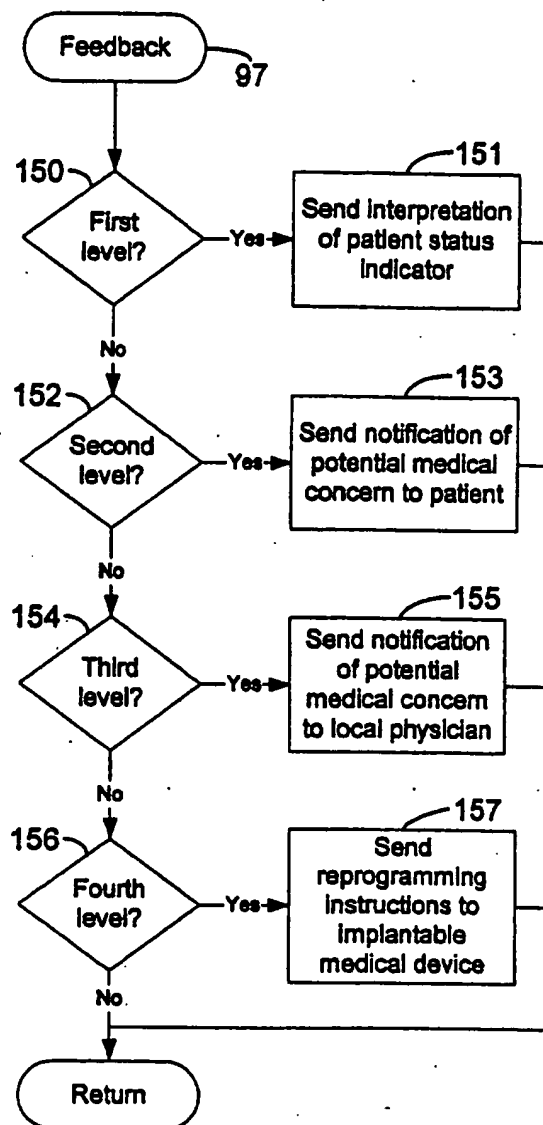 Feedback
97
150
151
First
level?
Yes
Send interpretation
of patient status
indicator
No
152
153
Second
level?
Yes
Send notification of
potential medical
concern to patient
No
154
155
Third
level?
Yes
Send notification
of potential
medical concern
to local physician
No
156
157
Fourth
level?
Yes
Send
reprogramming
instructions to
implantable
medical device
No
Return